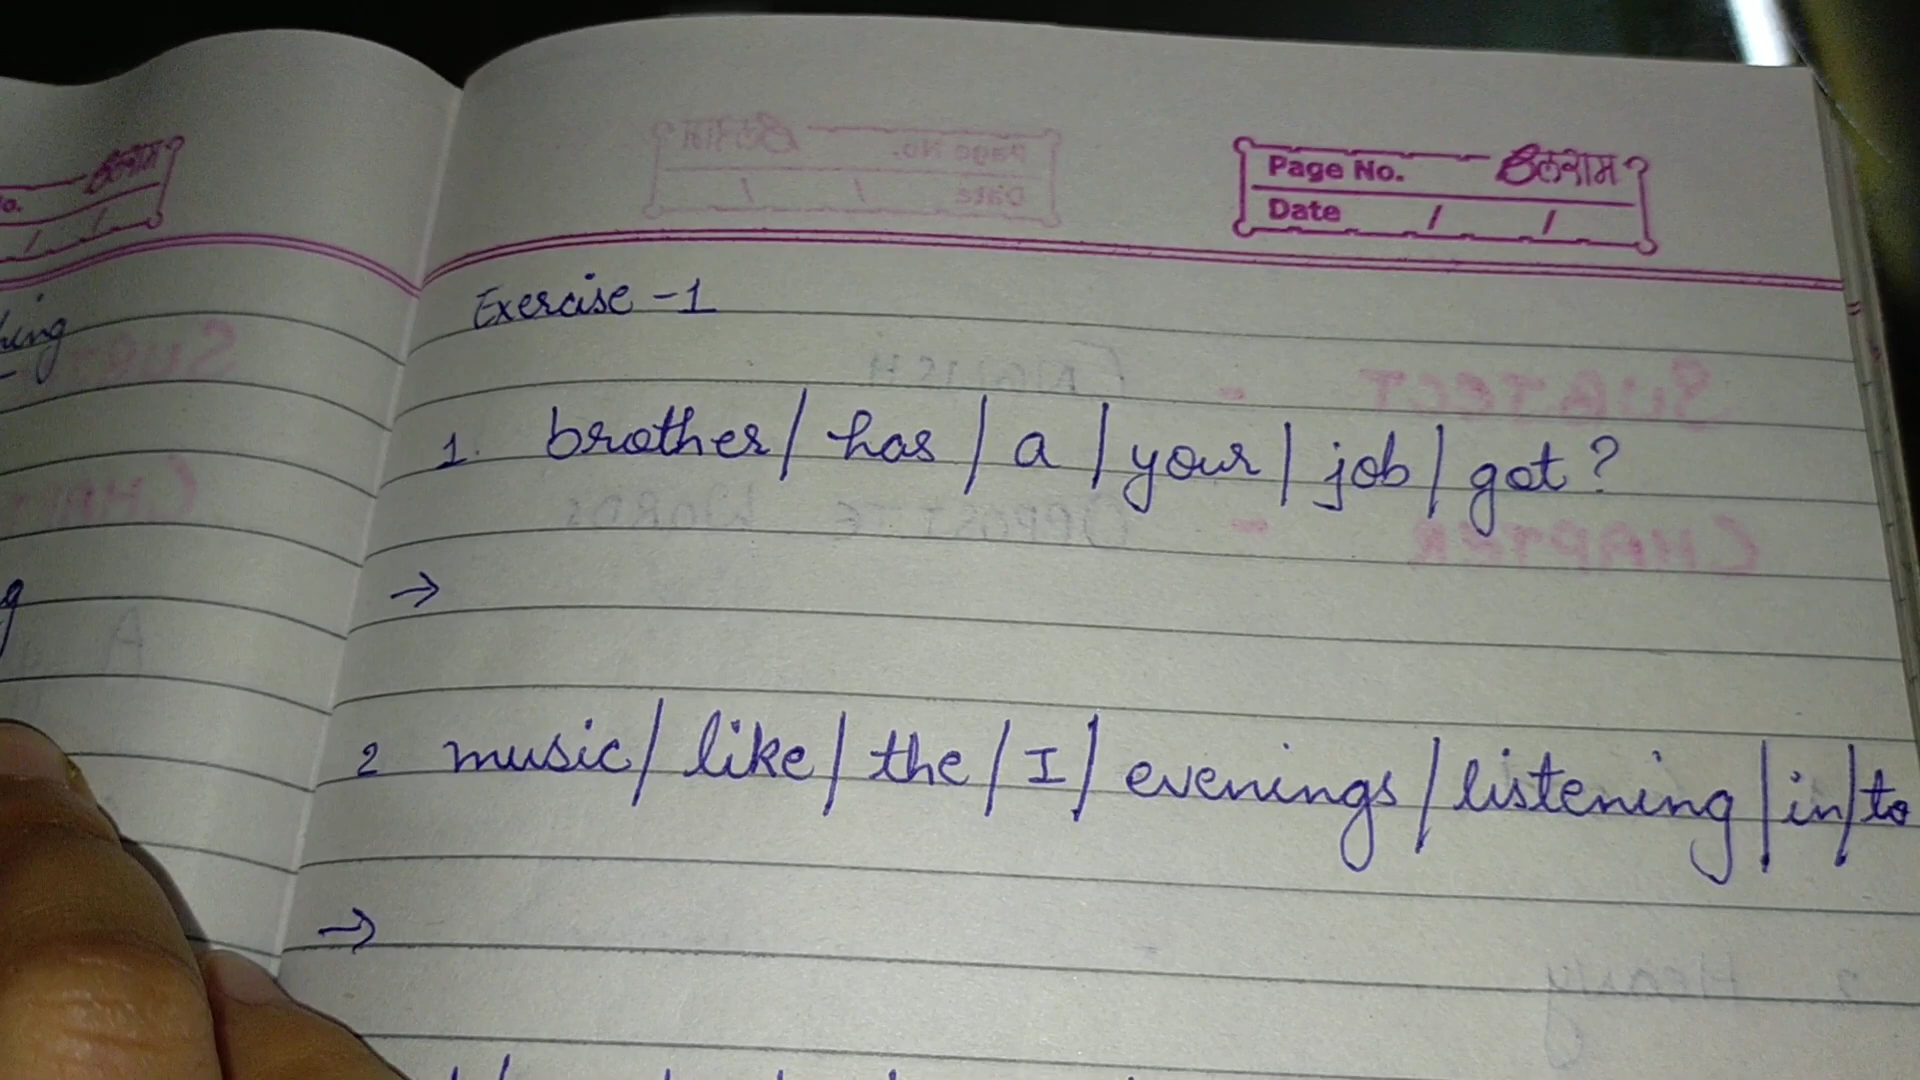 Page No. बलराम
Date / /
Exercise - 1
1. brother / has / a / your / job / got ?
→
2 music / like / the / I / evenings / listening / in / to
→